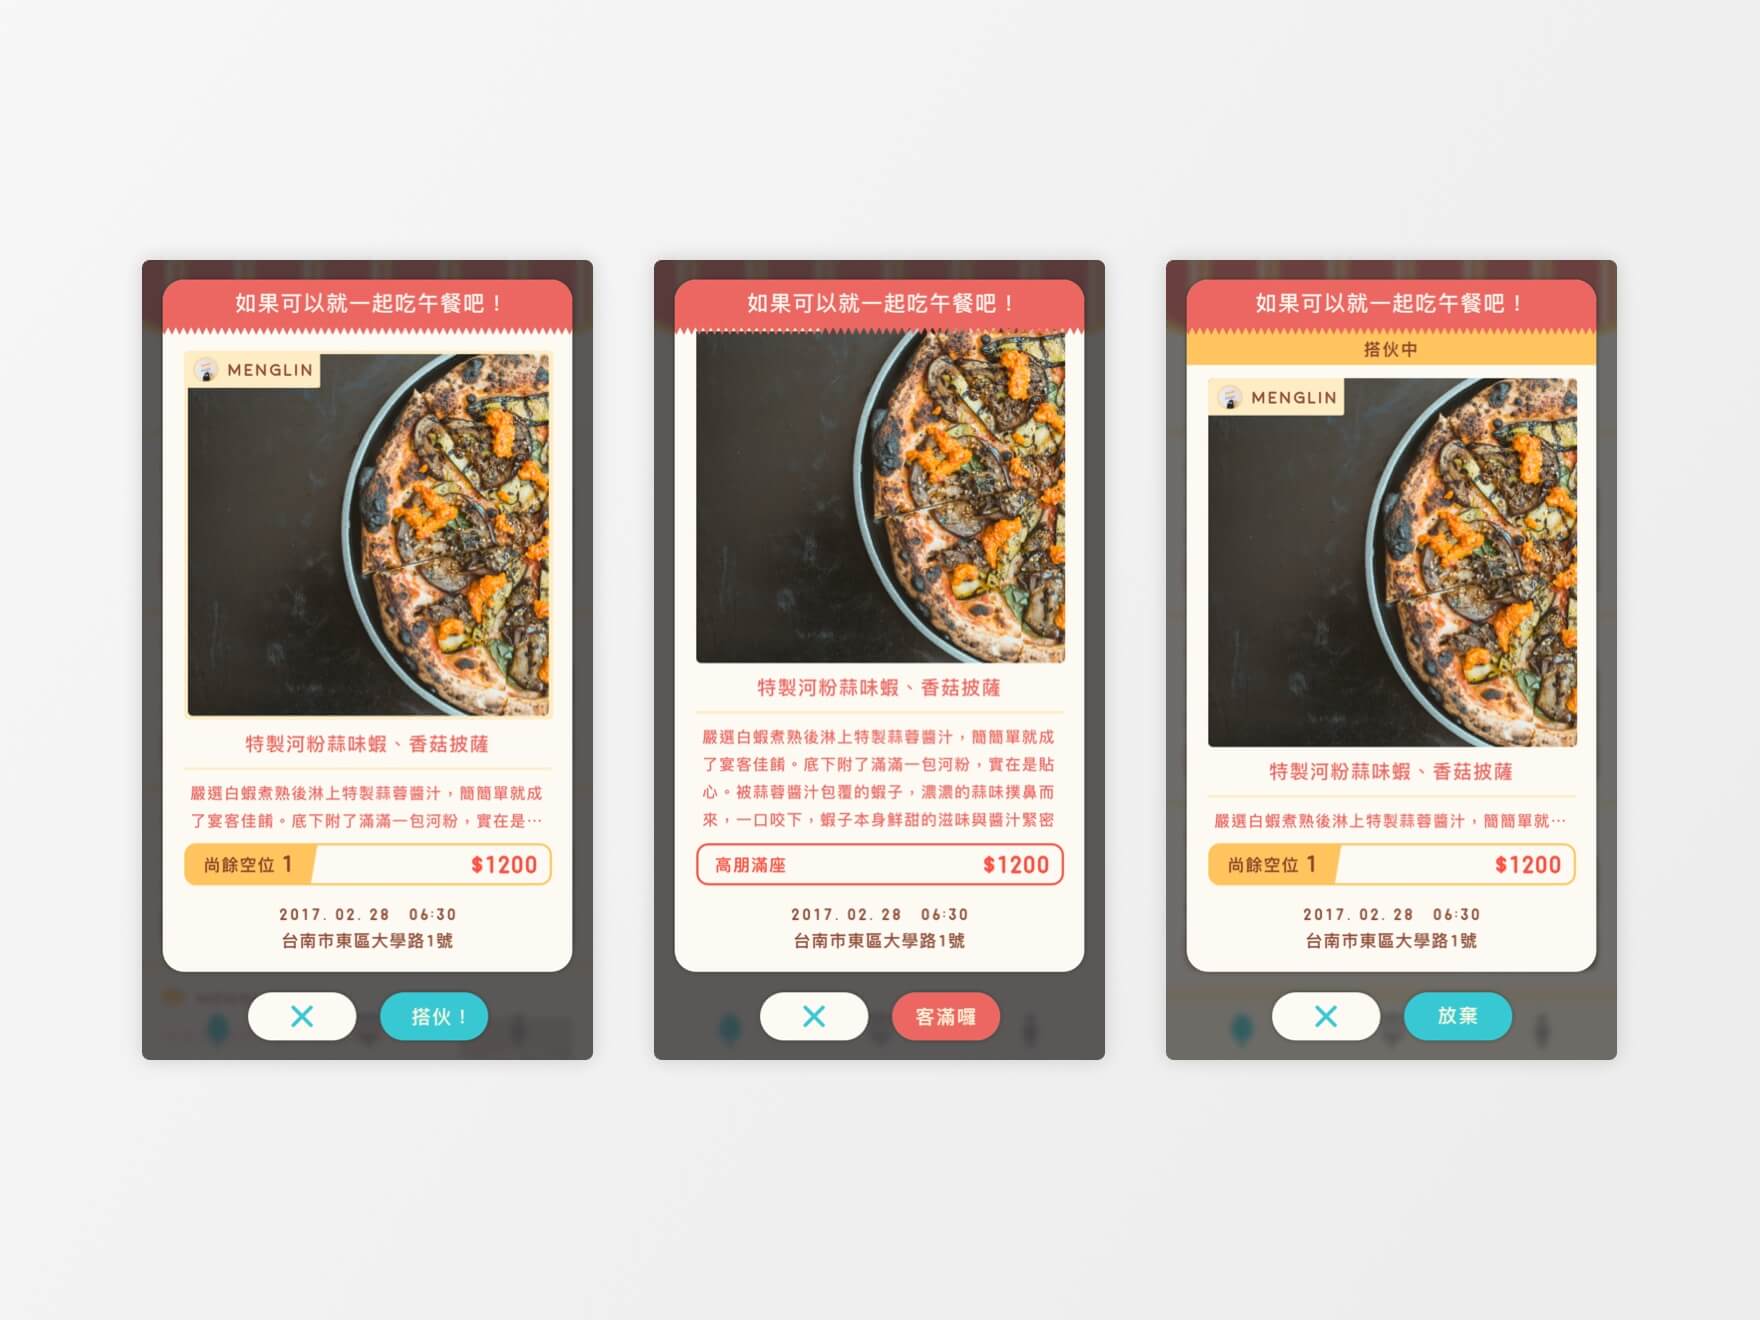 如果可以就一起吃午餐吧！
MENGLIN
特製河粉蒜味蝦、香菇披薩
嚴選白蝦煮熟後淋上特製蒜蓉醬汁，簡簡單就成
了宴客佳餚。底下附了滿滿一包河粉，實在是…
尚餘空位 1
$1200
2017. 02. 28 06:30
台南市東區大學路1號
搭伙！
如果可以就一起吃午餐吧！
特製河粉蒜味蝦、香菇披薩
嚴選白蝦煮熟後淋上特製蒜蓉醬汁，簡簡單就成
了宴客佳餚。底下附了滿滿一包河粉，實在是貼
心。被蒜蓉醬汁包覆的蝦子，濃濃的蒜味撲鼻而
來，一口咬下，蝦子本身鮮甜的滋味與醬汁緊密
高朋滿座
$1200
2017. 02. 28 06:30
台南市東區大學路1號
客滿囉
如果可以就一起吃午餐吧！
搭伙中
MENGLIN
特製河粉蒜味蝦、香菇披薩
嚴選白蝦煮熟後淋上特製蒜蓉醬汁，簡簡單就…
尚餘空位 1
$1200
2017. 02. 28 06:30
台南市東區大學路1號
放棄